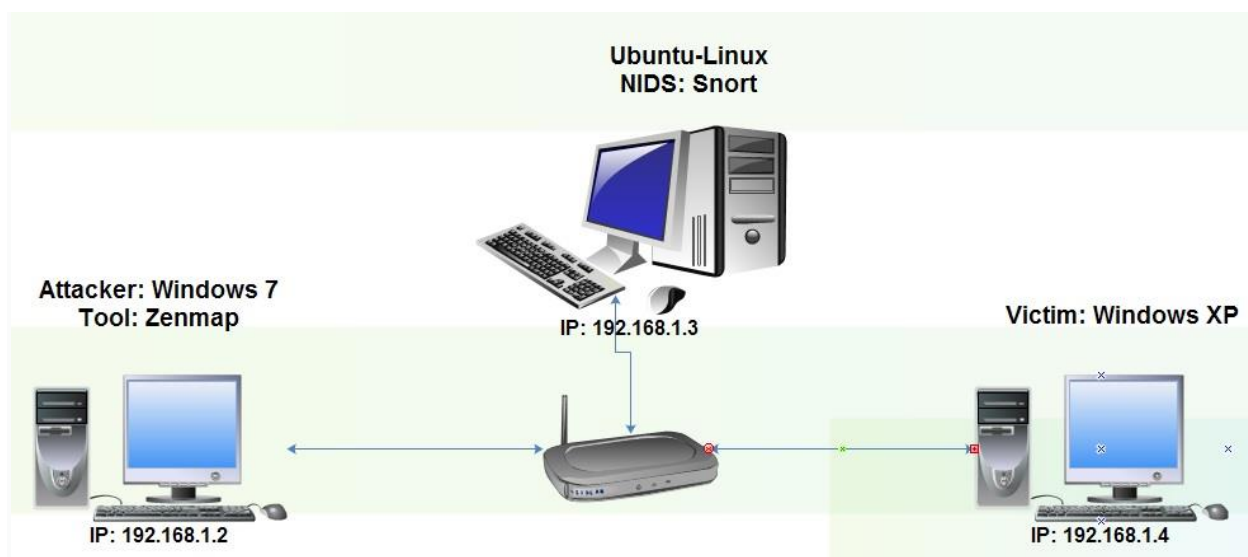 Ubuntu-Linux
NIDS: Snort
IP: 192.168.1.3
Attacker: Windows 7
Tool: Zenmap
IP: 192.168.1.2
Victim: Windows XP
IP: 192.168.1.4